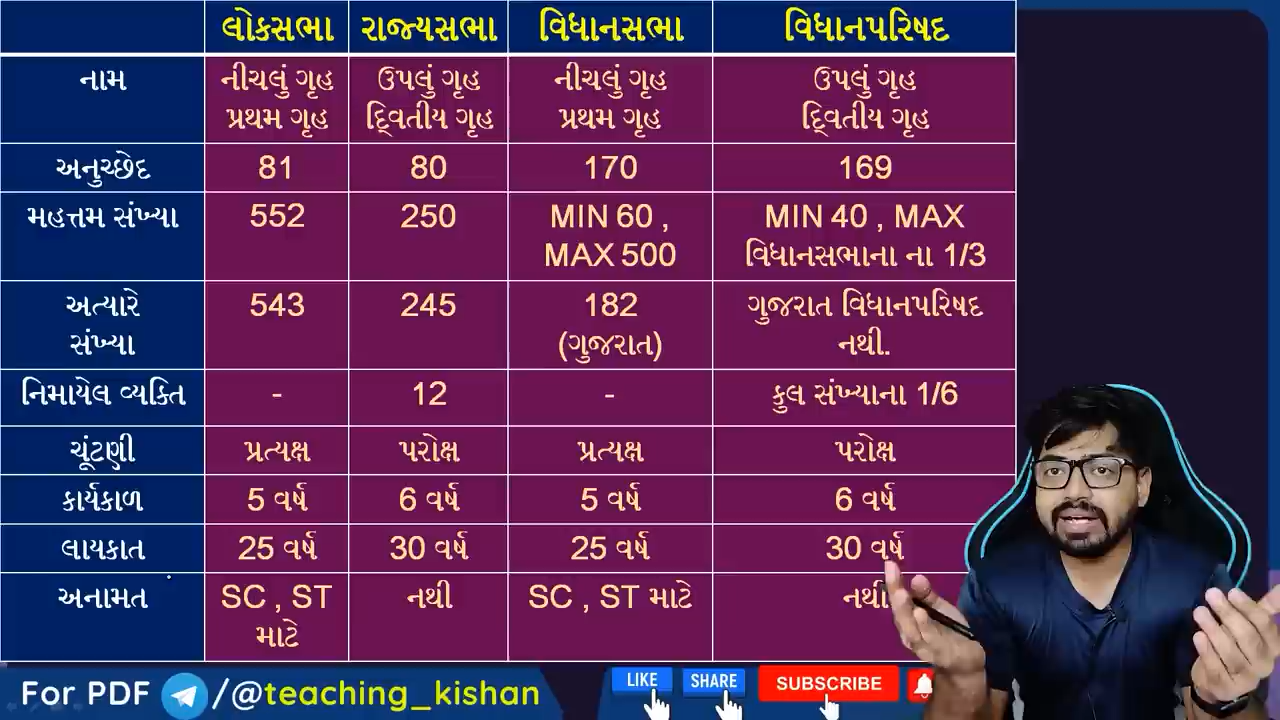 લોકસભા રાજ્યસભા વિધાનસભા વિધાનપરિષદ
નામ
નીચલું ગૃહ
પ્રથમ ગૃહ
ઉપલું ગૃહ
દ્વિતીય ગૃહ
નીચલું ગૃહ
પ્રથમ ગૃહ
ઉપલું ગૃહ
દ્વિતીય ગૃહ
અનુચ્છેદ 81 80 170 169
મહત્તમ સંખ્યા 552 250
MIN 60 ,
MAX 500
MIN 40 , MAX
વિધાનસભાના ના 1/3
અત્યારે
સંખ્યા
543 245
182
(ગુજરાત)
ગુજરાત વિધાનપરિષદ
નથી.
નિમાયેલ વ્યક્તિ - 12 - કુલ સંખ્યાના 1/6
ચૂંટણી પ્રત્યક્ષ પરોક્ષ પ્રત્યક્ષ પરોક્ષ
કાર્યકાળ 5 વર્ષ 6 વર્ષ 5 વર્ષ 6 વર્ષ
લાયકાત 25 વર્ષ 30 વર્ષ 25 વર્ષ 30 વર્ષ
અનામત
SC , ST
માટે
નથી SC , ST માટે નથી
For PDF /@teaching_kishan LIKE SHARE SUBSCRIBE